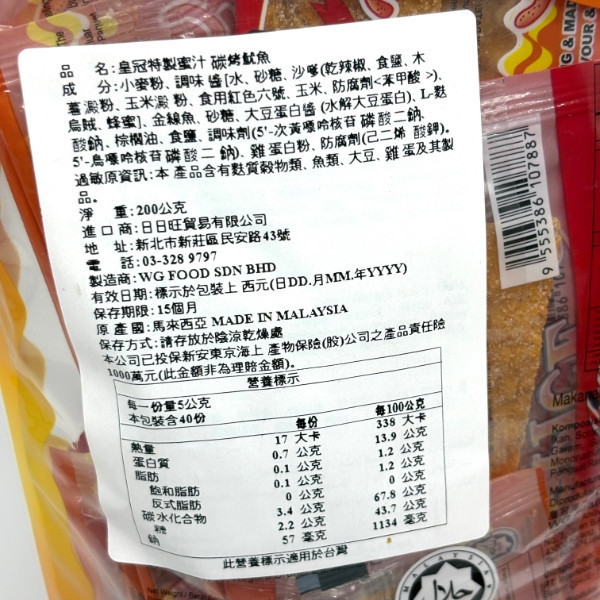 品 名:皇冠特製蜜汁 碳烤魷魚
成 分:小麥粉、調味醬[水、砂糖、沙嗲(乾辣椒、食鹽、木
薯澱粉、玉米澱粉、食用紅色六號、玉米、防腐劑<苯甲酸>)、
烏賊、蜂蜜]、金線魚、砂糖、大豆蛋白醬(水解大豆蛋白)、L-麩
酸鈉、棕櫚油、食鹽、調味劑(5'-次黃嘌呤核苷磷酸二鈉、
5'-鳥嘌呤核苷磷酸二鈉)、雞蛋白粉、防腐劑(己二烯酸鉀)。
過敏原資訊:本產品含有麩質穀物類、魚類、大豆、雞蛋及其製
品。
淨 重:200公克
進口商:日日旺貿易有限公司
地 址:新北市新莊區民安路43號
電 話:03-328 9797
製造商:WG FOOD SDN BHD
有效日期:標示於包裝上 西元(日DD.月MM.年YYYY)
保存期限:15個月
原產國:馬來西亞 MADE IN MALAYSIA
保存方式:請存放於陰涼乾燥處
本公司已投保新安東京海上 產物保險(股)公司之產品責任險
1000萬元(此金額非為理賠金額)。
營養標示
每一份量5公克
本包裝含40份
每份 每100公克
熱量 17 大卡 338 大卡
蛋白質 0.7 公克 13.9 公克
脂肪 0.1 公克 1.2 公克
飽和脂肪 0.1 公克 1.2 公克
反式脂肪 0 公克 0 公克
碳水化合物 3.4 公克 67.8 公克
糖 2.2 公克 43.7 公克
鈉 57 毫克 1134 毫克
此營養標示適用於台灣
9 555386 107887
G & MAD
VOUR &
MALAYSIA
حلال